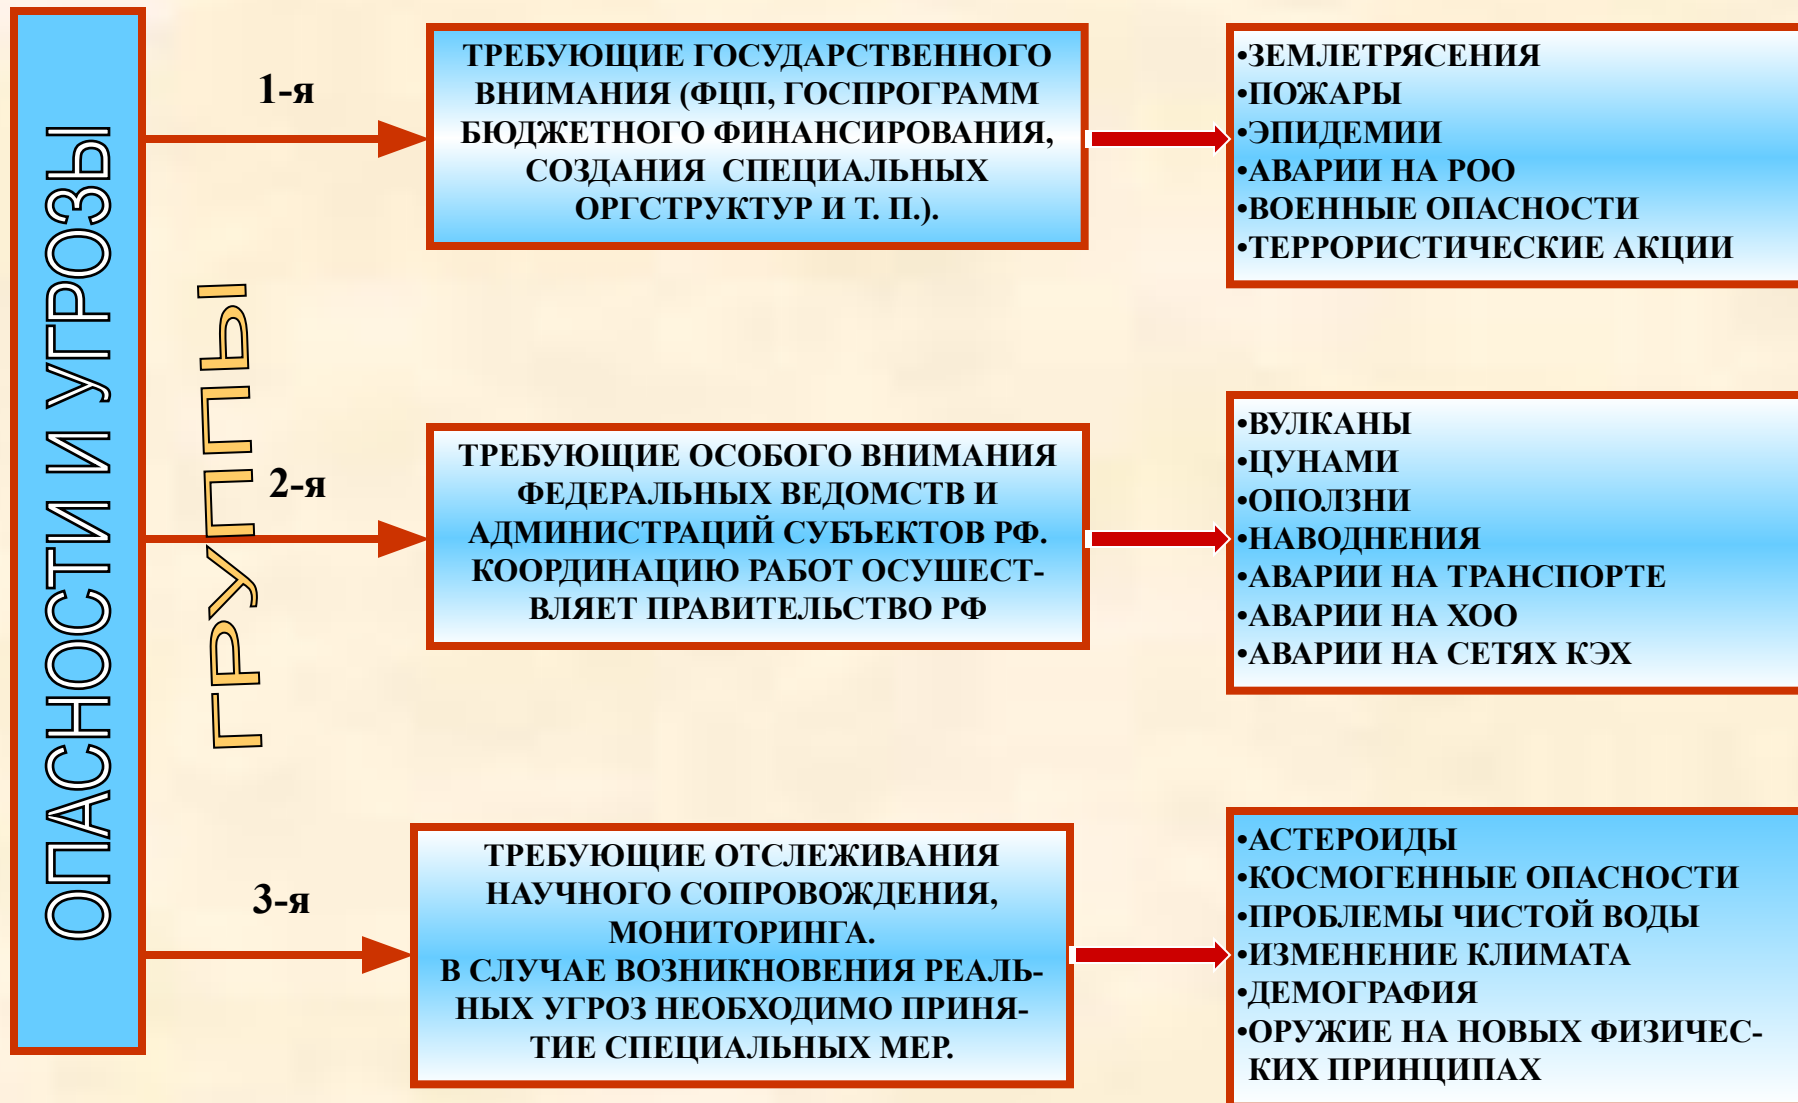 ОПАСНОСТИ И УГРОЗЫ
ГРУППЫ
1-я
ТРЕБУЮЩИЕ ГОСУДАРСТВЕННОГО
ВНИМАНИЯ (ФЦП, ГОСПРОГРАММ
БЮДЖЕТНОГО ФИНАНСИРОВАНИЯ,
СОЗДАНИЯ СПЕЦИАЛЬНЫХ
ОРГСТРУКТУР И Т. П.).
•ЗЕМЛЕТРЯСЕНИЯ
•ПОЖАРЫ
•ЭПИДЕМИИ
•АВАРИИ НА РОО
•ВОЕННЫЕ ОПАСНОСТИ
•ТЕРРОРИСТИЧЕСКИЕ АКЦИИ
2-я
ТРЕБУЮЩИЕ ОСОБОГО ВНИМАНИЯ
ФЕДЕРАЛЬНЫХ ВЕДОМСТВ И
АДМИНИСТРАЦИЙ СУБЪЕКТОВ РФ.
КООРДИНАЦИЮ РАБОТ ОСУШЕСТ-
ВЛЯЕТ ПРАВИТЕЛЬСТВО РФ
•ВУЛКАНЫ
•ЦУНАМИ
•ОПОЛЗНИ
•НАВОДНЕНИЯ
•АВАРИИ НА ТРАНСПОРТЕ
•АВАРИИ НА ХОО
•АВАРИИ НА СЕТЯХ КЭХ
3-я
ТРЕБУЮЩИЕ ОТСЛЕЖИВАНИЯ
НАУЧНОГО СОПРОВОЖДЕНИЯ,
МОНИТОРИНГА.
В СЛУЧАЕ ВОЗНИКНОВЕНИЯ РЕАЛЬ-
НЫХ УГРОЗ НЕОБХОДИМО ПРИНЯ-
ТИЕ СПЕЦИАЛЬНЫХ МЕР.
•АСТЕРОИДЫ
•КОСМОГЕННЫЕ ОПАСНОСТИ
•ПРОБЛЕМЫ ЧИСТОЙ ВОДЫ
•ИЗМЕНЕНИЕ КЛИМАТА
•ДЕМОГРАФИЯ
•ОРУЖИЕ НА НОВЫХ ФИЗИЧЕС-
КИХ ПРИНЦИПАХ